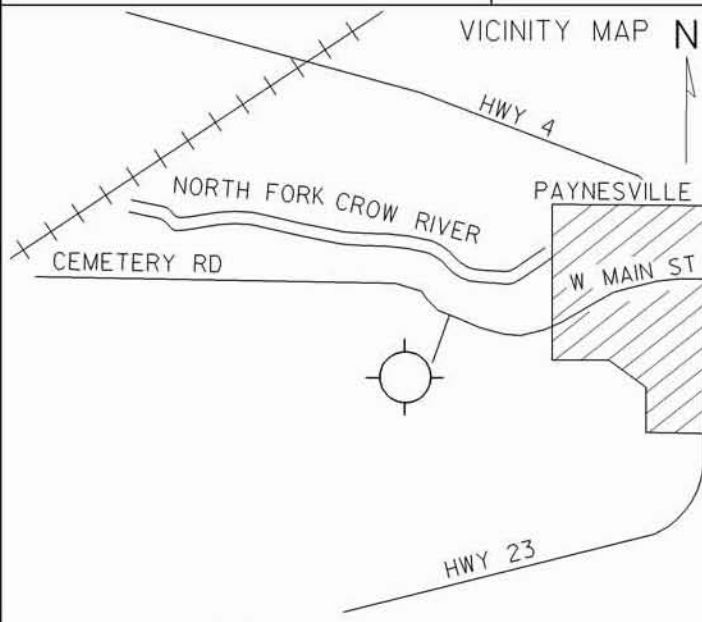 VICINITY MAP N
HWY 4
NORTH FORK CROW RIVER
PAYNESVILLE
CEMETERY RD
W MAIN ST
HWY 23